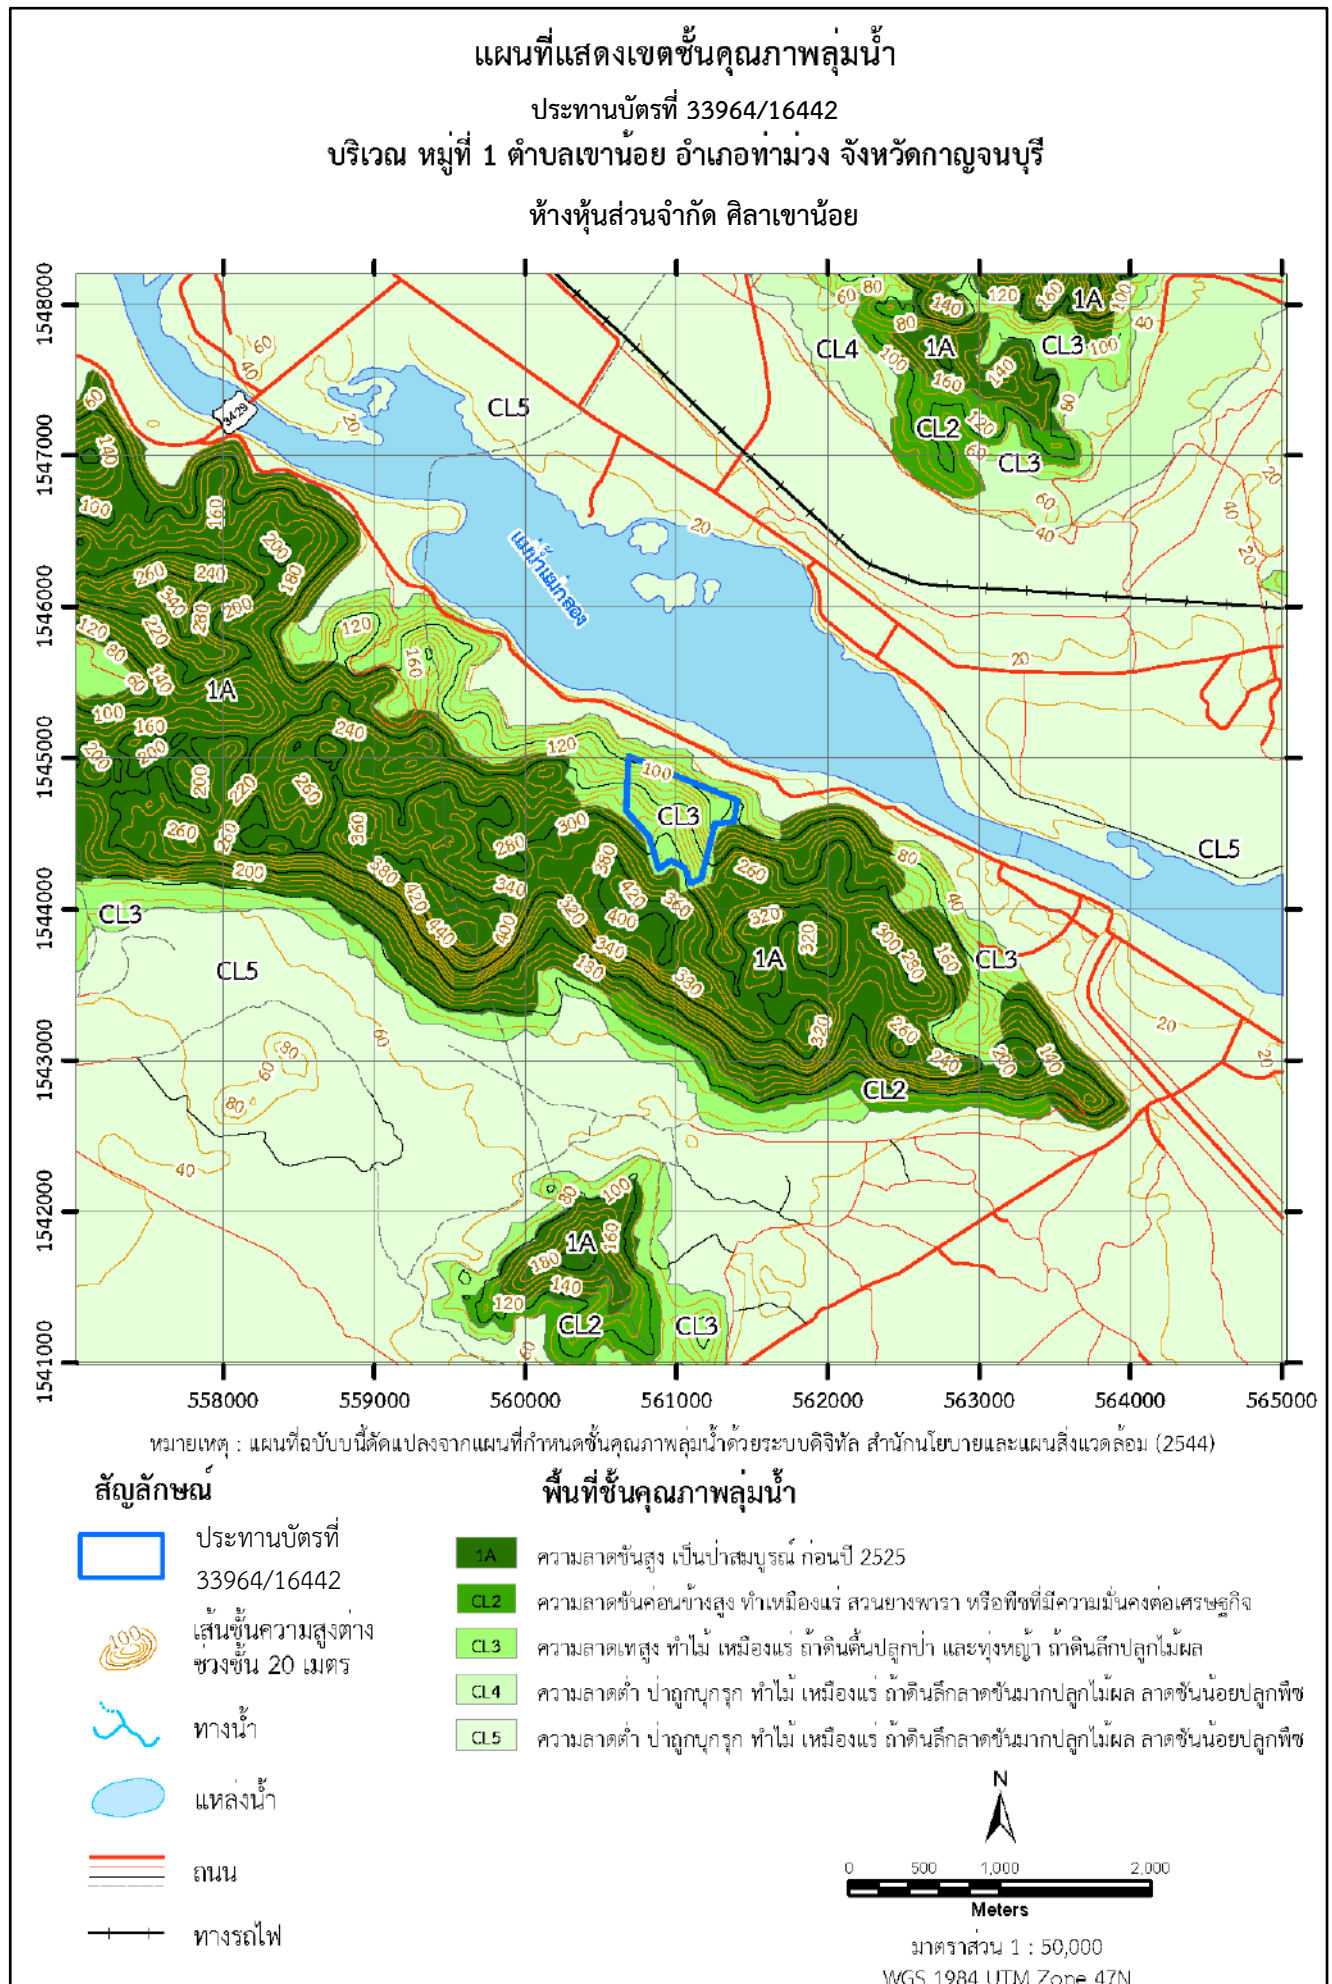 แผนที่แสดงเขตชั้นคุณภาพลุ่มน้ำ
ประทานบัตรที่ 33964/16442
บริเวณ หมู่ที่ 1 ตำบลเขาน้อย อำเภอท่าม่วง จังหวัดกาญจนบุรี
ห้างหุ้นส่วนจำกัด ศิลาเขาน้อย
1548000
1547000
1546000
1545000
1544000
1543000
1542000
1541000
CL4
1A
1A
CL3
CL5
CL2
CL3
34-29
แม่น้ำแม่กลอง
1A
CL3
CL5
CL3
CL5
1A
CL3
CL2
1A
CL2
CL3
558000 559000 560000 561000 562000 563000 564000 565000
หมายเหตุ : แผนที่ฉบับบนี้ดัดแปลงจากแผนที่กำหนดชั้นคุณภาพลุ่มน้ำด้วยระบบดิจิทัล สำนักนโยบายและแผนสิ่งแวดล้อม (2544)
สัญลักษณ์
ประทานบัตรที่
33964/16442
100
เส้นชั้นความสูงต่าง
ช่วงชั้น 20 เมตร
ทางน้ำ
แหล่งน้ำ
ถนน
ทางรถไฟ
พื้นที่ชั้นคุณภาพลุ่มน้ำ
1A ความลาดชันสูง เป็นป่าสมบูรณ์ ก่อนปี 2525
CL2 ความลาดชันค่อนข้างสูง ทำเหมืองแร่ สวนยางพารา หรือพืชที่มีความมั่นคงต่อเศรษฐกิจ
CL3 ความลาดเทสูง ทำไม้ เหมืองแร่ ถ้าดินตื้นปลูกป่า และทุ่งหญ้า ถ้าดินลึกปลูกไม้ผล
CL4 ความลาดต่ำ ป่าถูกบุกรุก ทำไม้ เหมืองแร่ ถ้าดินลึกลาดชันมากปลูกไม้ผล ลาดชันน้อยปลูกพืช
CL5 ความลาดต่ำ ป่าถูกบุกรุก ทำไม้ เหมืองแร่ ถ้าดินลึกลาดชันมากปลูกไม้ผล ลาดชันน้อยปลูกพืช
N
0 500 1,000 2,000
Meters
มาตราส่วน 1 : 50,000
WGS 1984 UTM Zone 47N